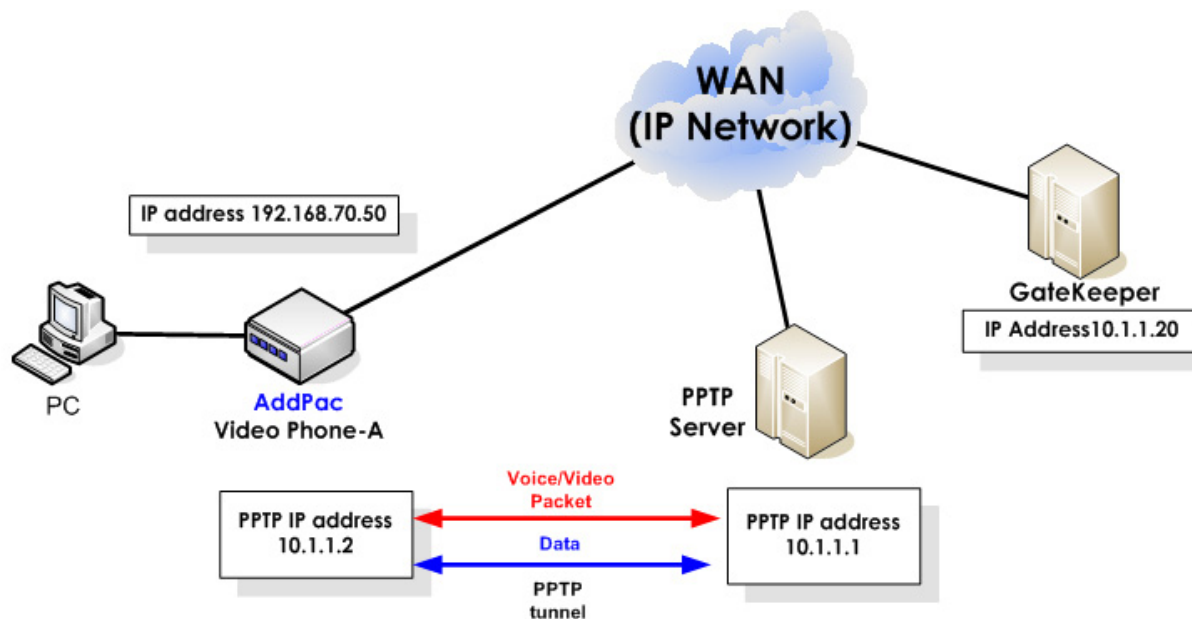 WAN
(IP Network)
IP address 192.168.70.50
GateKeeper
IP Address10.1.1.20
PC
AddPac
Video Phone-A
PPTP
Server
Voice/Video
Packet
PPTP IP address
10.1.1.2
PPTP IP address
10.1.1.1
Data
PPTP
tunnel